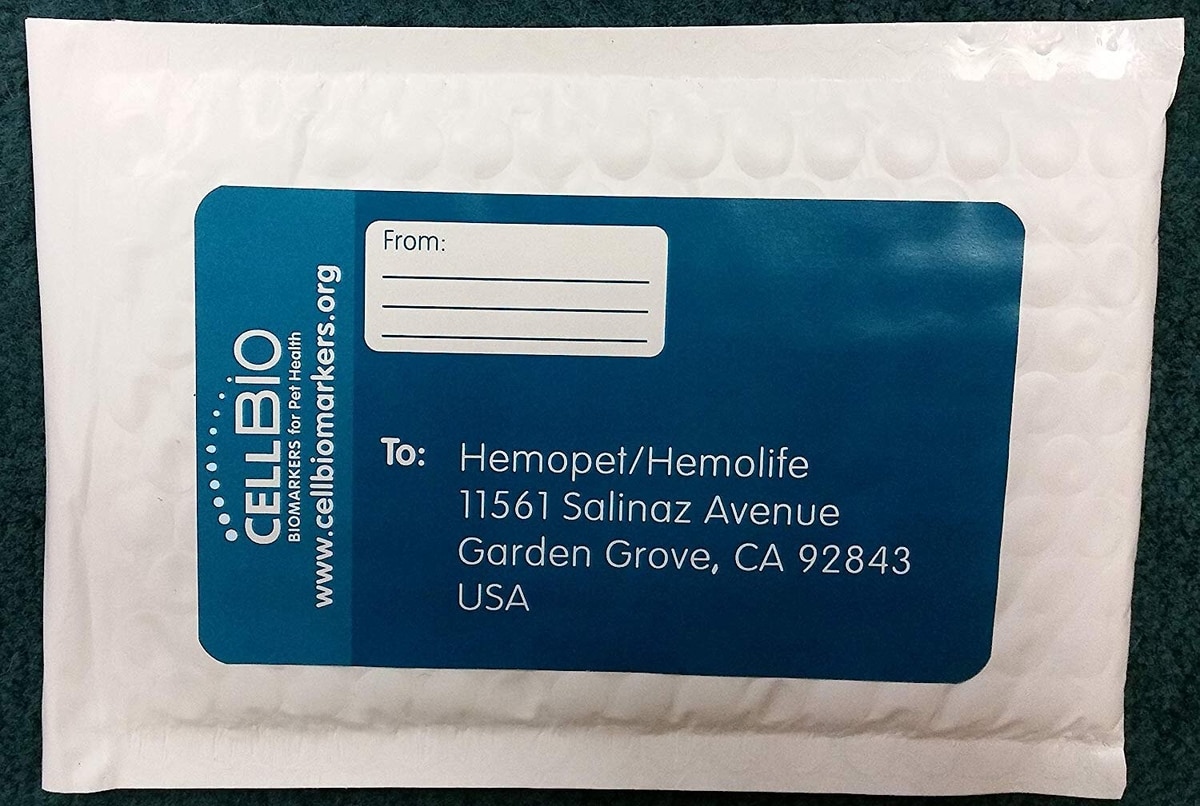 CELLBIO
BIOMARKERS for Pet Health
www.cellbiomarkers.org
From:
To: Hemopet/Hemolife
11561 Salinaz Avenue
Garden Grove, CA 92843
USA